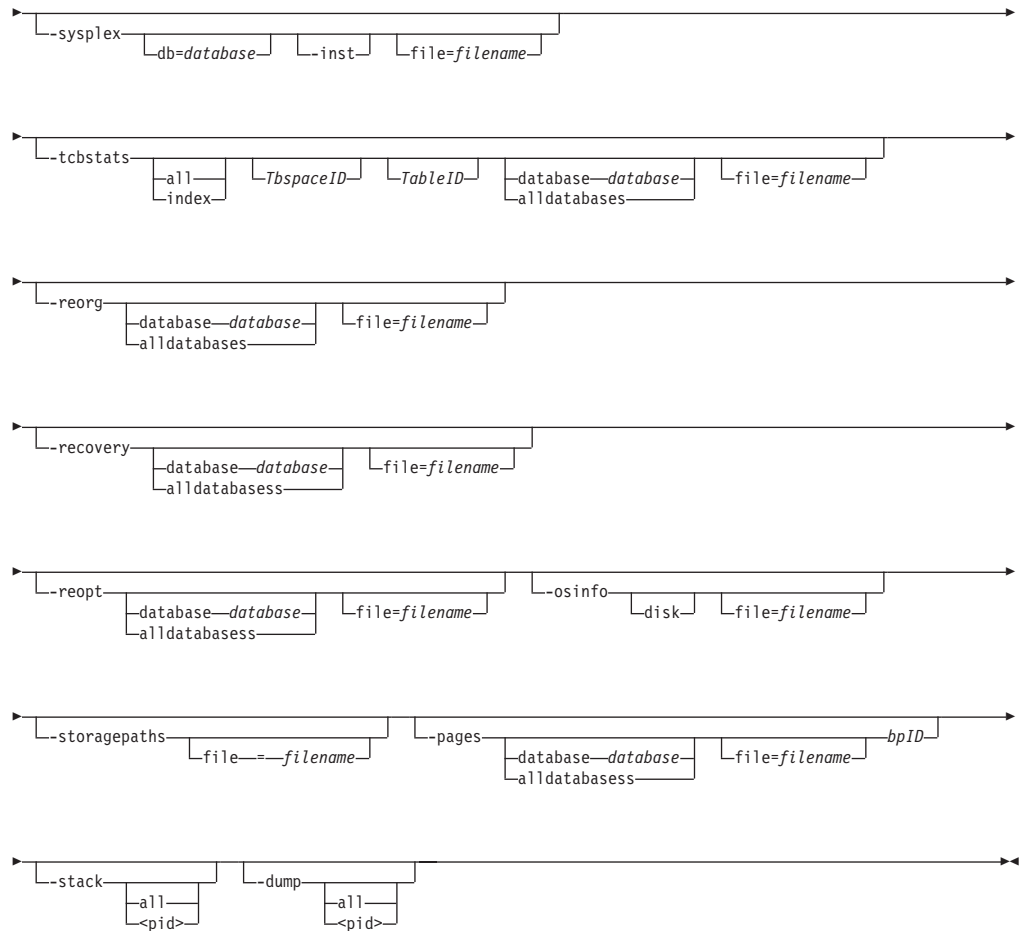 -sysplex db=database -inst file=filename
-tcbstats all index TbspaceID TableID database database alldatabases file=filename
-reorg database database alldatabases file=filename
-recovery database database alldatabasess file=filename
-reopt database database alldatabasess file=filename -osinfo disk file=filename
-storagepaths file = filename -pages database database alldatabasess file=filename bpID
-stack all <pid> -dump all <pid>